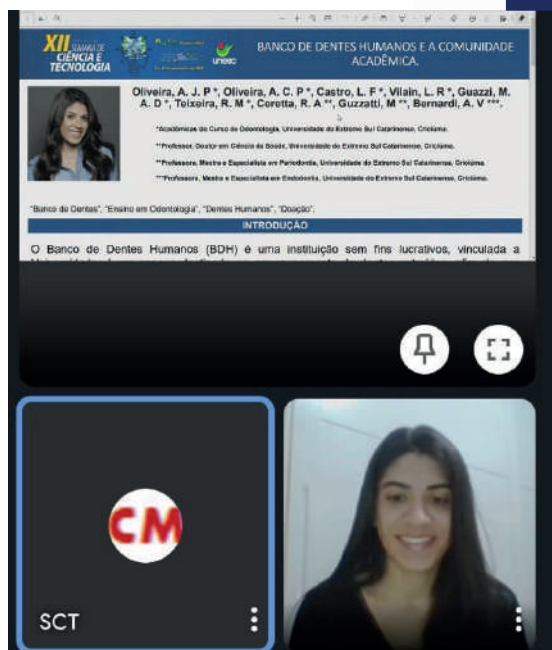 XII SEMANA DE
CIÊNCIA E
TECNOLOGIA
unesc
BANCO DE DENTES HUMANOS E A COMUNIDADE
ACADÊMICA.
Oliveira, A. J. P *, Oliveira, A. C. P *, Castro, L. F *, Vilain, L. R *, Guazzi, M.
A. D *, Teixeira, R. M *, Ceretta, R. A **, Guzzatti, M **, Bernardi, A. V ***.
*Acadêmicas do Curso de Odontologia, Universidade do Extremo Sul Catarinense, Criciúma.
**Professor, Doutor em Ciência da Saúde, Universidade do Extremo Sul Catarinense, Criciúma.
**Professora, Mestra e Especialista em Periodontia, Universidade do Extremo Sul Catarinense, Criciúma
***Professora, Mestra e Especialista em Endodontia, Universidade do Extremo Sul Catarinense, Criciúma.
"Banco de Dentes", "Ensino em Odontologia", "Dentes Humanos", "Doação".
INTRODUÇÃO
O Banco de Dentes Humanos (BDH) é uma instituição sem fins lucrativos, vinculada a
CM
SCT